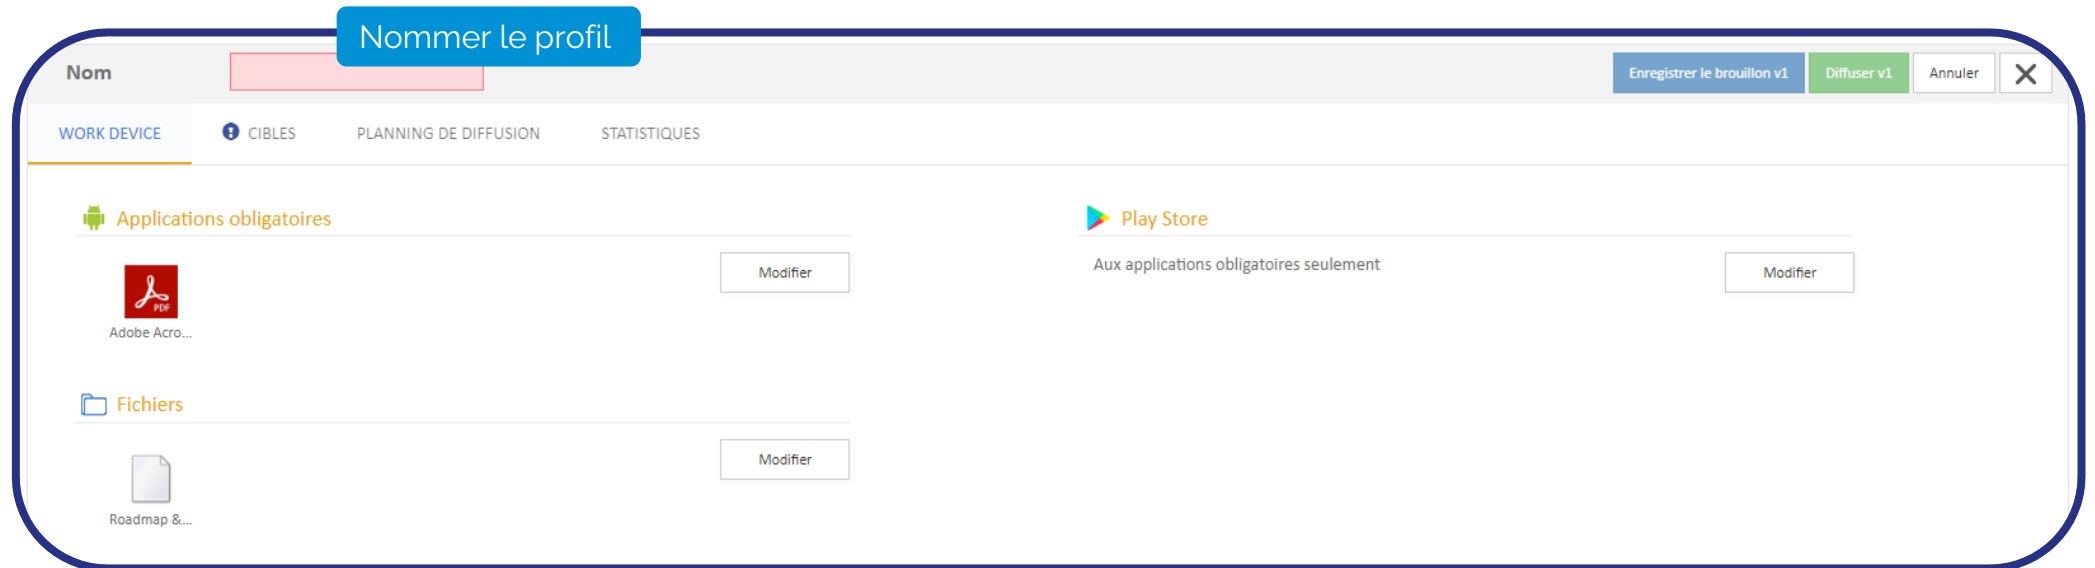 Nommer le profil
Nom
Enregistrer le brouillon v1 Diffuser v1 Annuler
WORK DEVICE CIBLES PLANNING DE DIFFUSION STATISTIQUES
Applications obligatoires Play Store
Modifier Aux applications obligatoires seulement Modifier
PDF
Adobe Acro...
Fichiers
Modifier
Roadmap &...